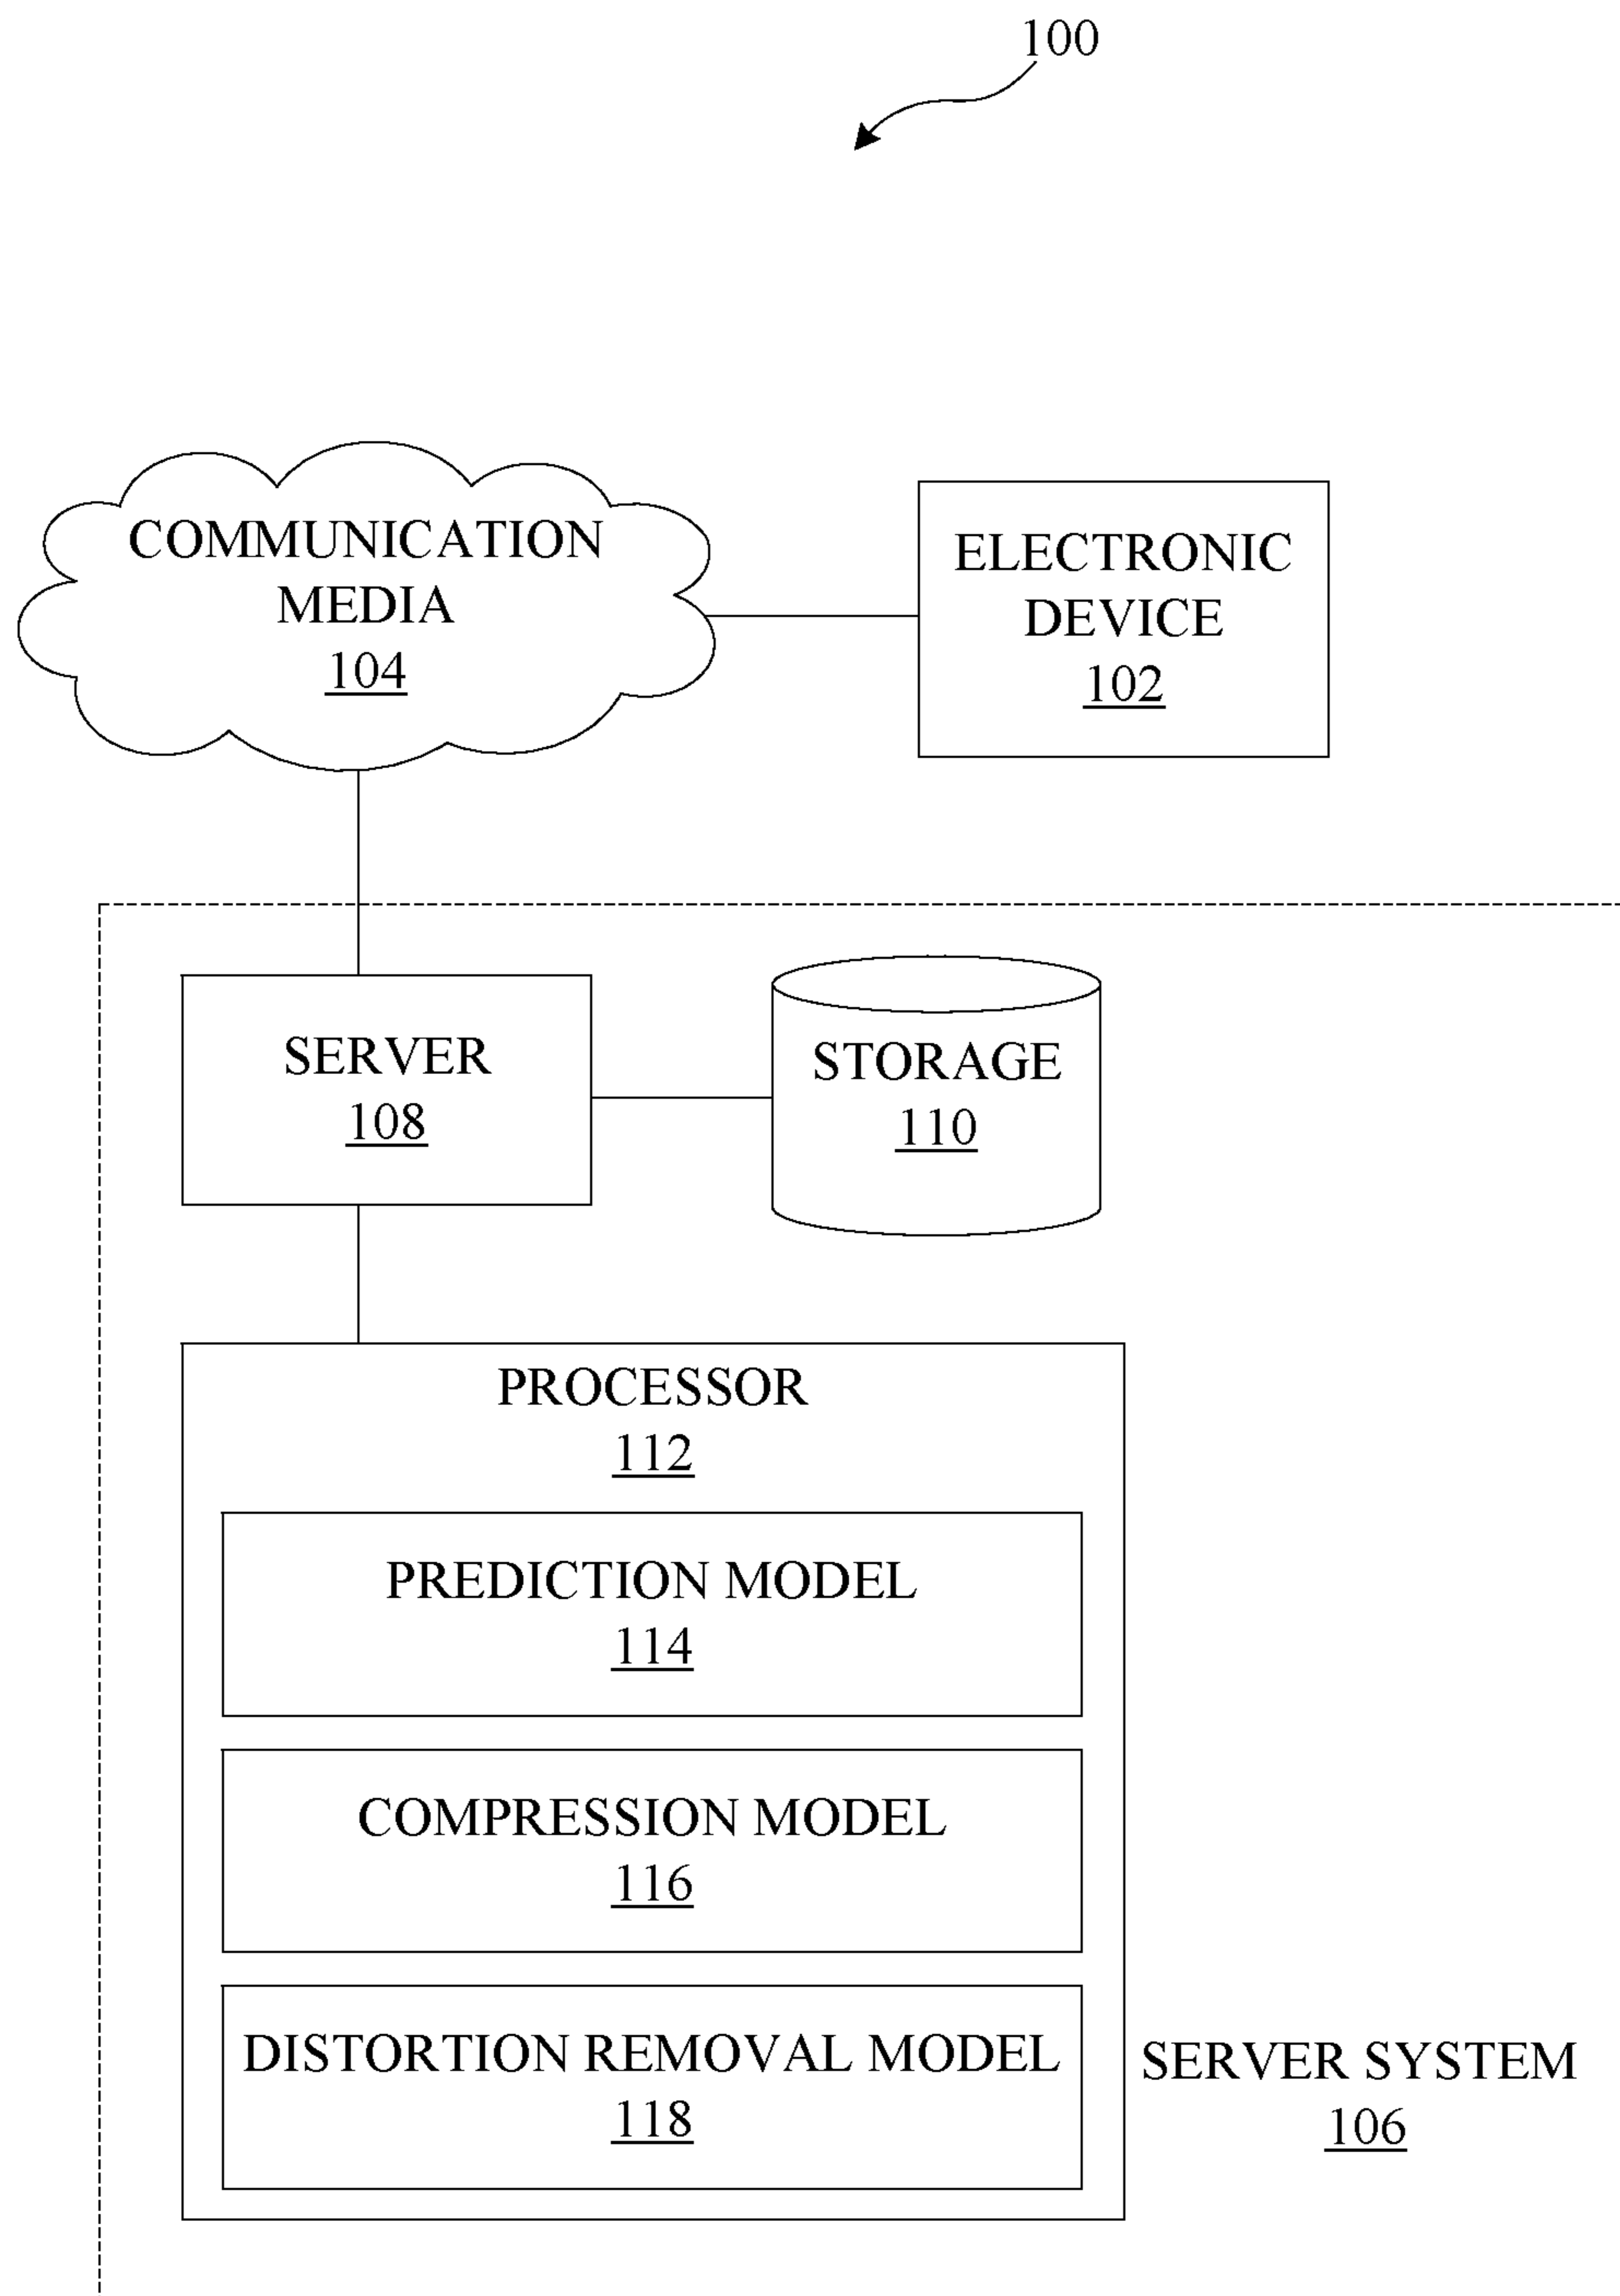 100
COMMUNICATION
MEDIA
104
ELECTRONIC
DEVICE
102
SERVER
108
STORAGE
110
PROCESSOR
112
PREDICTION MODEL
114
COMPRESSION MODEL
116
DISTORTION REMOVAL MODEL
118
SERVER SYSTEM
106